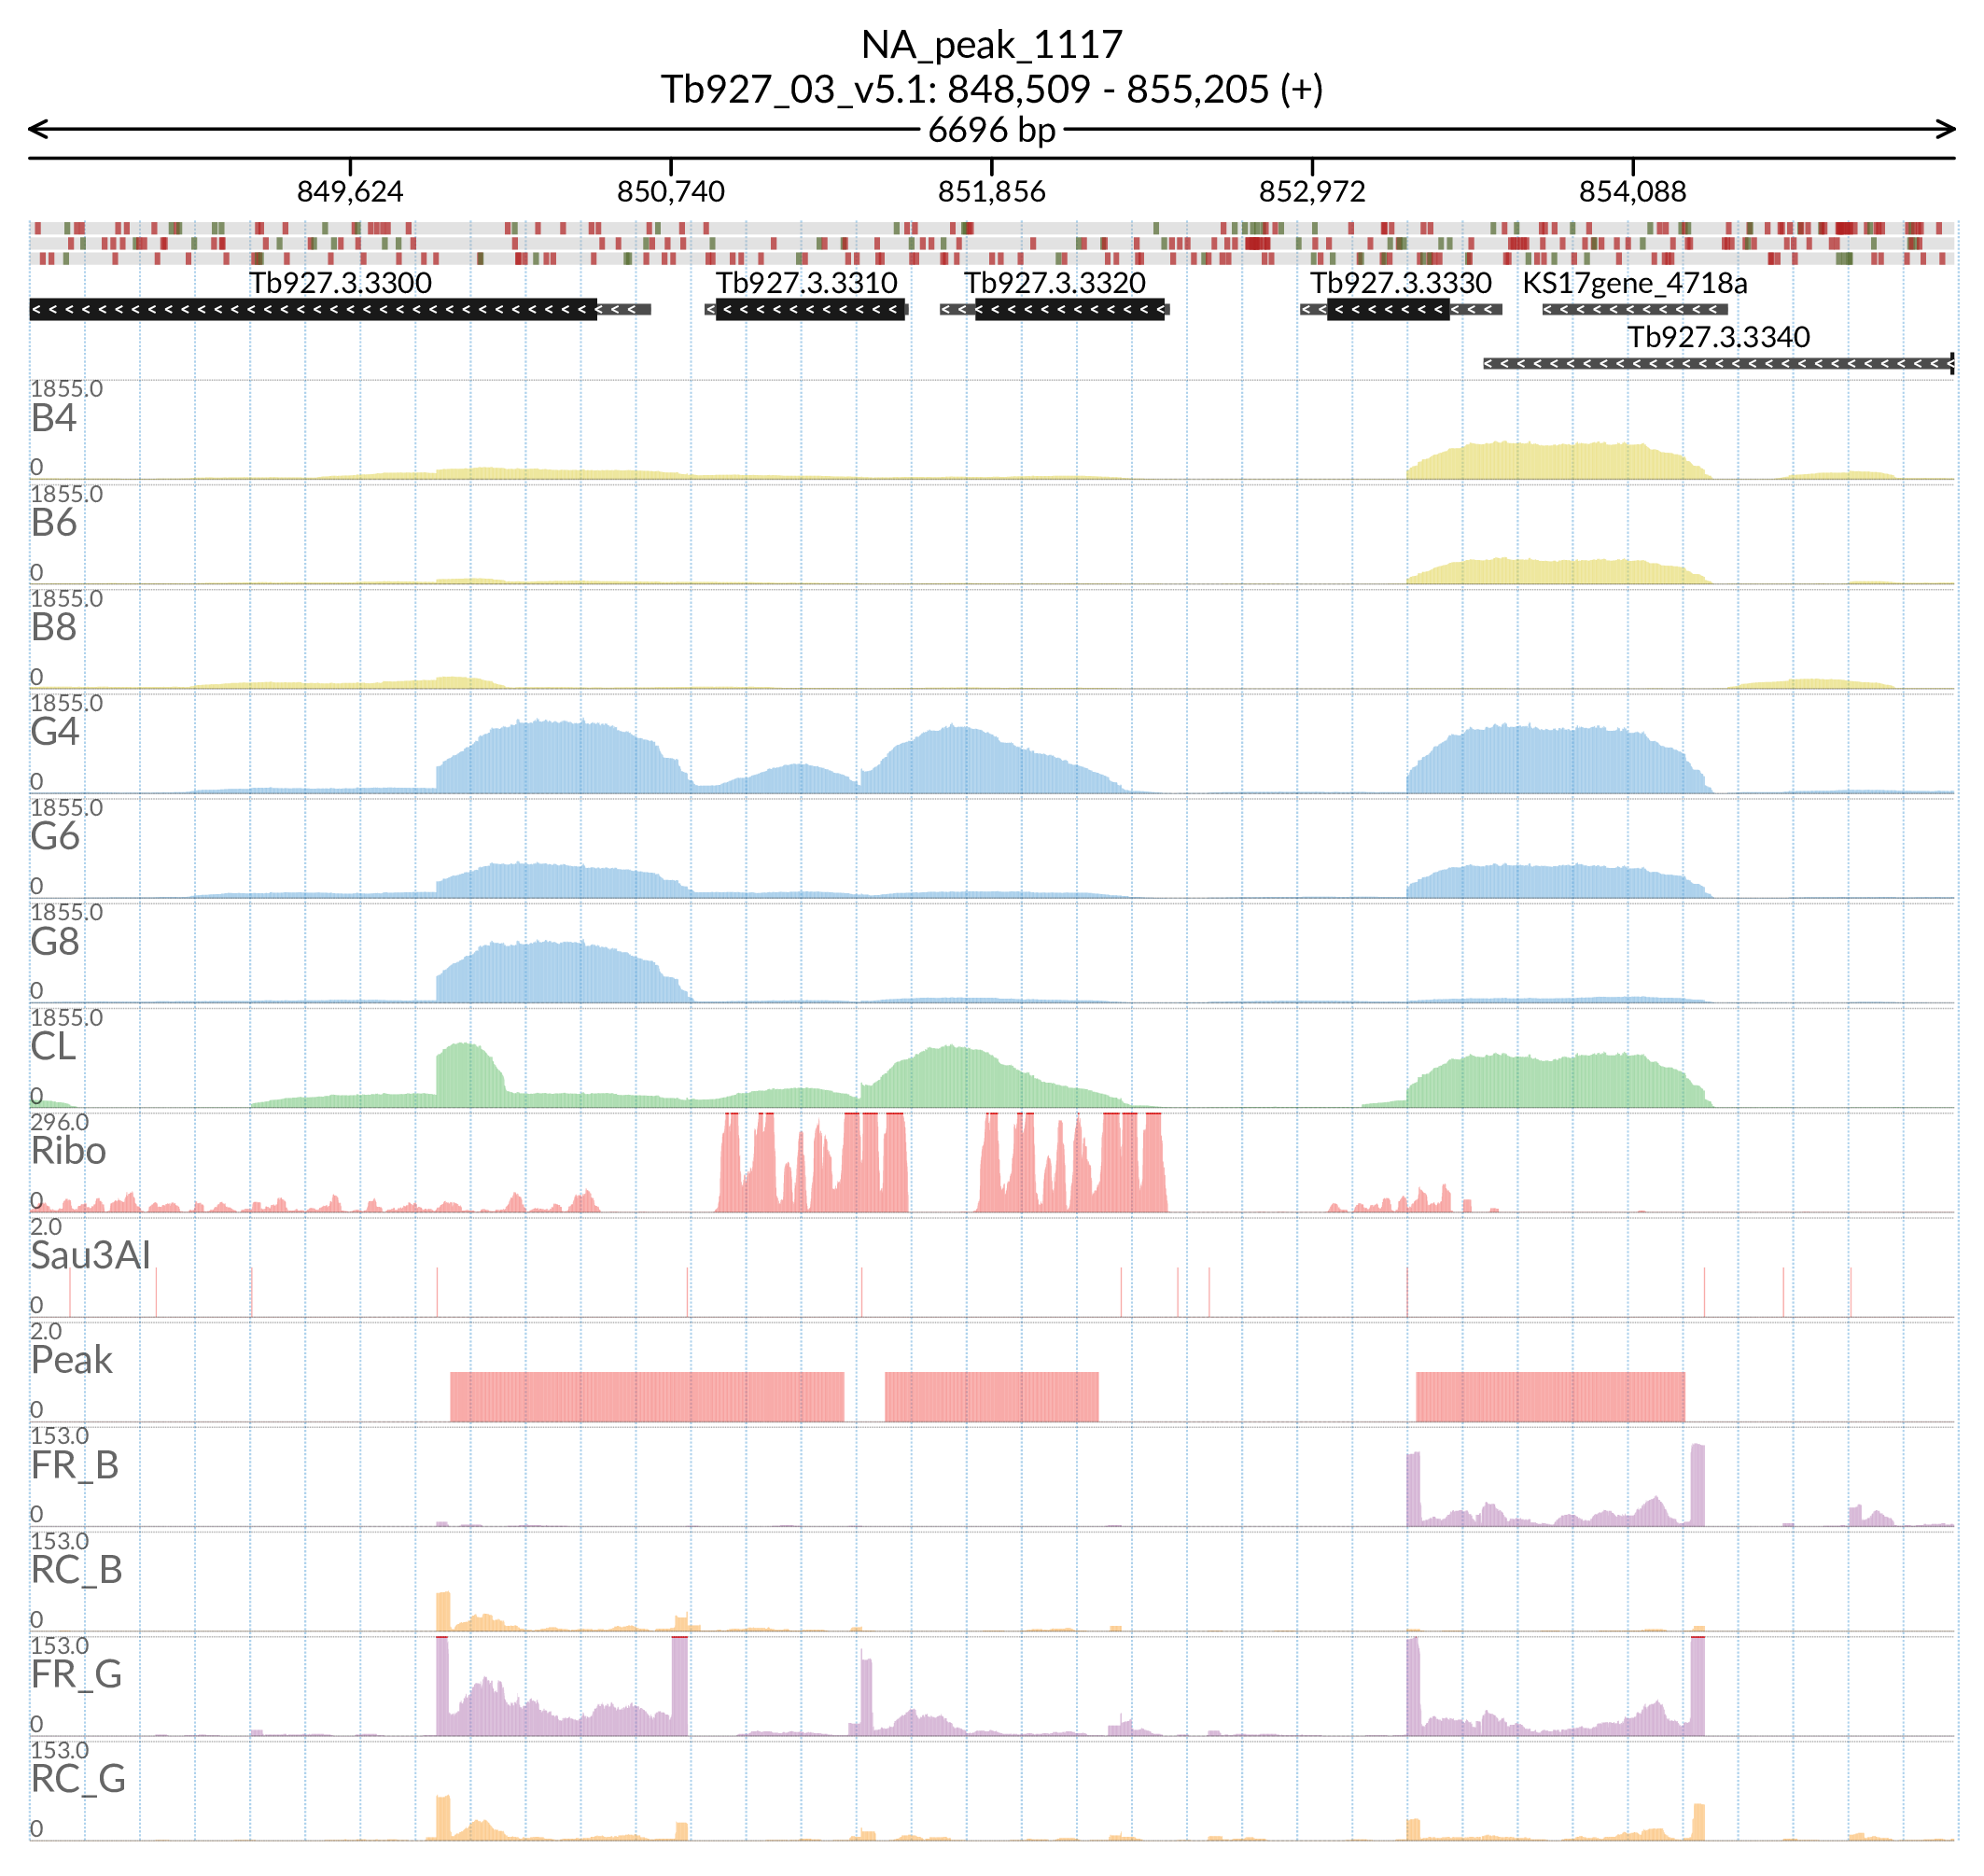 NA_peak_1117
Tb927_03_v5.1: 848,509 - 855,205 (+)
6696 bp
849,624 850,740 851,856 852,972 854,088
Tb927.3.3300 Tb927.3.3310 Tb927.3.3320 Tb927.3.3330 KS17gene_4718a
Tb927.3.3340
1855.0
B4
0
1855.0
B6
0
1855.0
B8
0
1855.0
G4
0
1855.0
G6
0
1855.0
G8
0
1855.0
CL
0
296.0
Ribo
0
2.0
Sau3AI
0
2.0
Peak
0
153.0
FR_B
0
153.0
RC_B
0
153.0
FR_G
0
153.0
RC_G
0